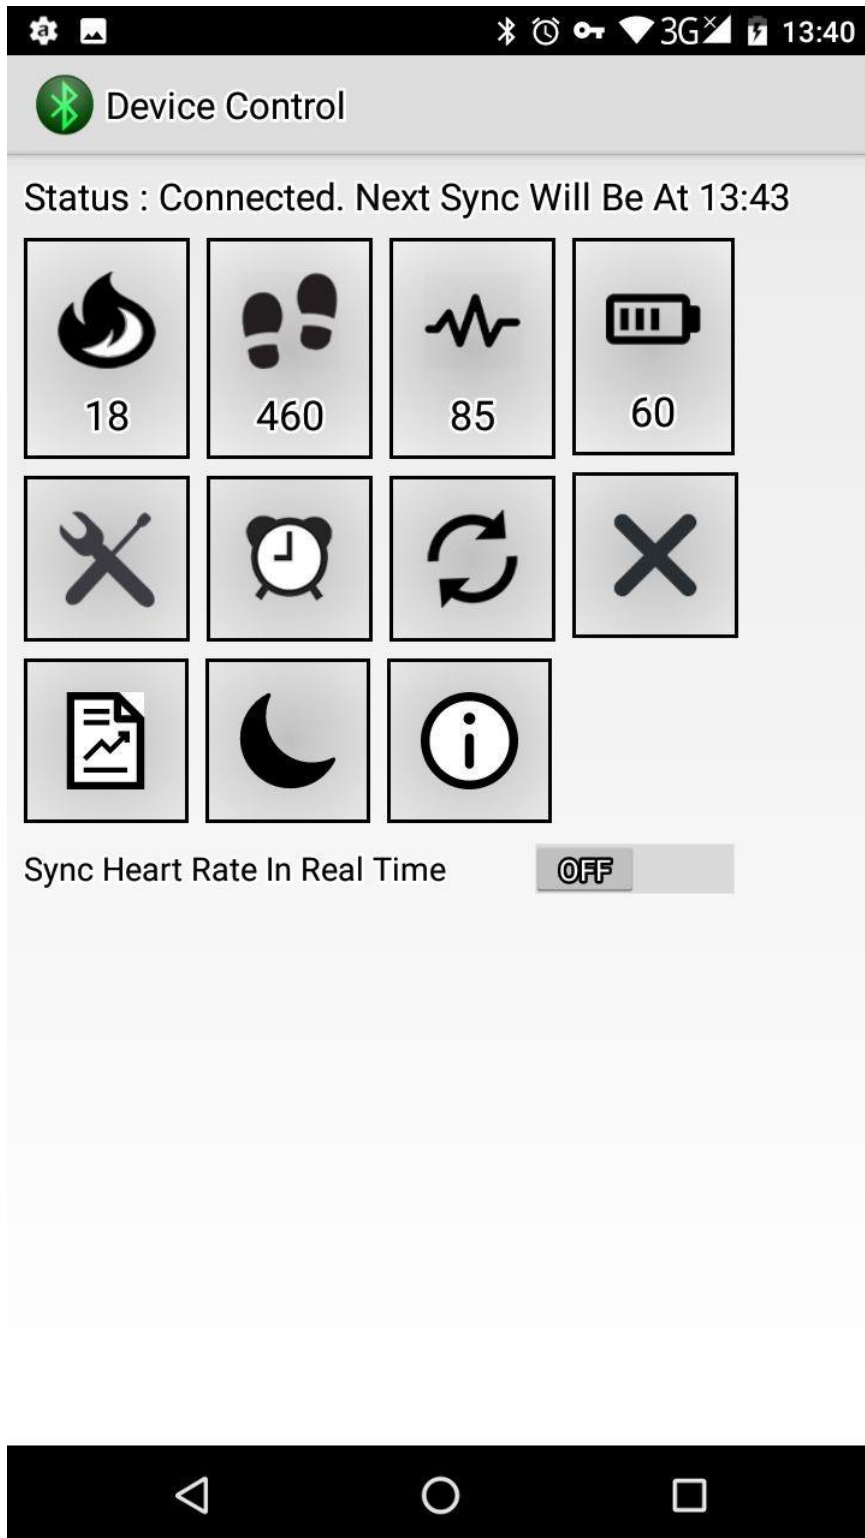 3G 13:40
Device Control
Status : Connected. Next Sync Will Be At 13:43
18 460 85 60
Sync Heart Rate In Real Time OFF